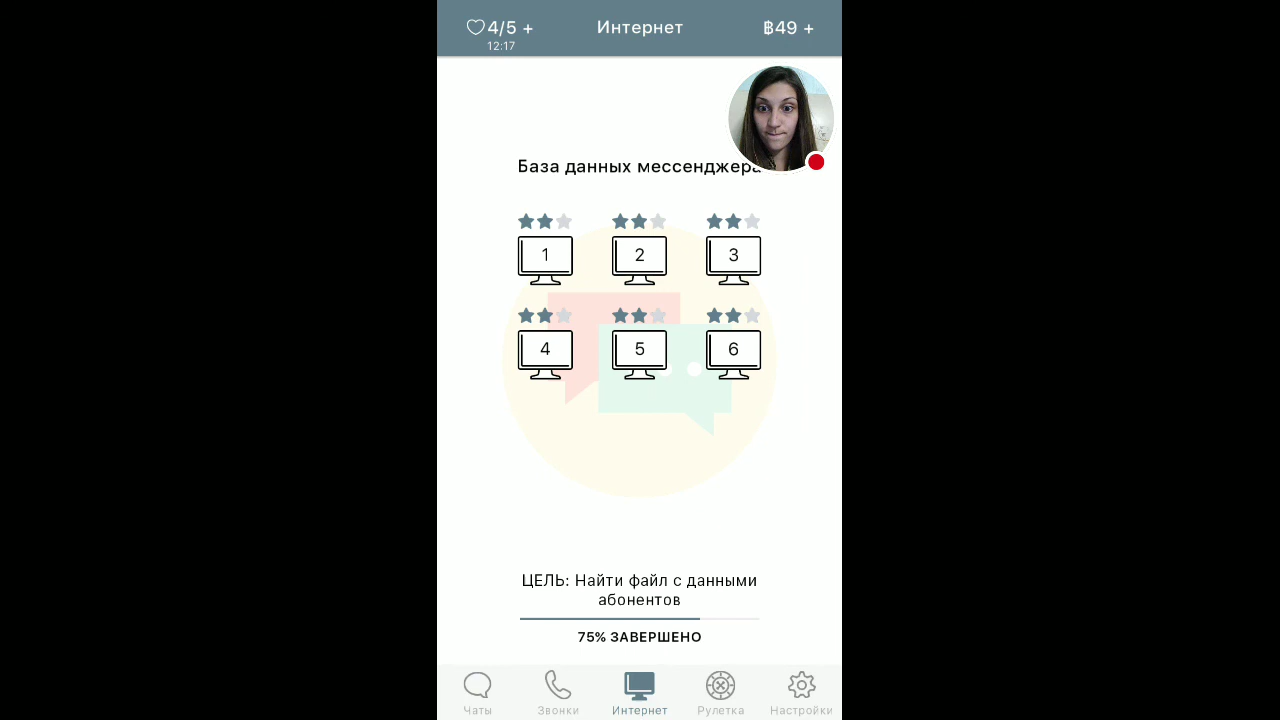 4/5 +
Интернет
฿49 +
12:17
База данных мессенджера
1
2
3
4
5
6
ЦЕЛЬ: Найти файл с данными
абонентов
75% ЗАВЕРШЕНО
Чаты
Звонки
Интернет
Рулетка
Настройки